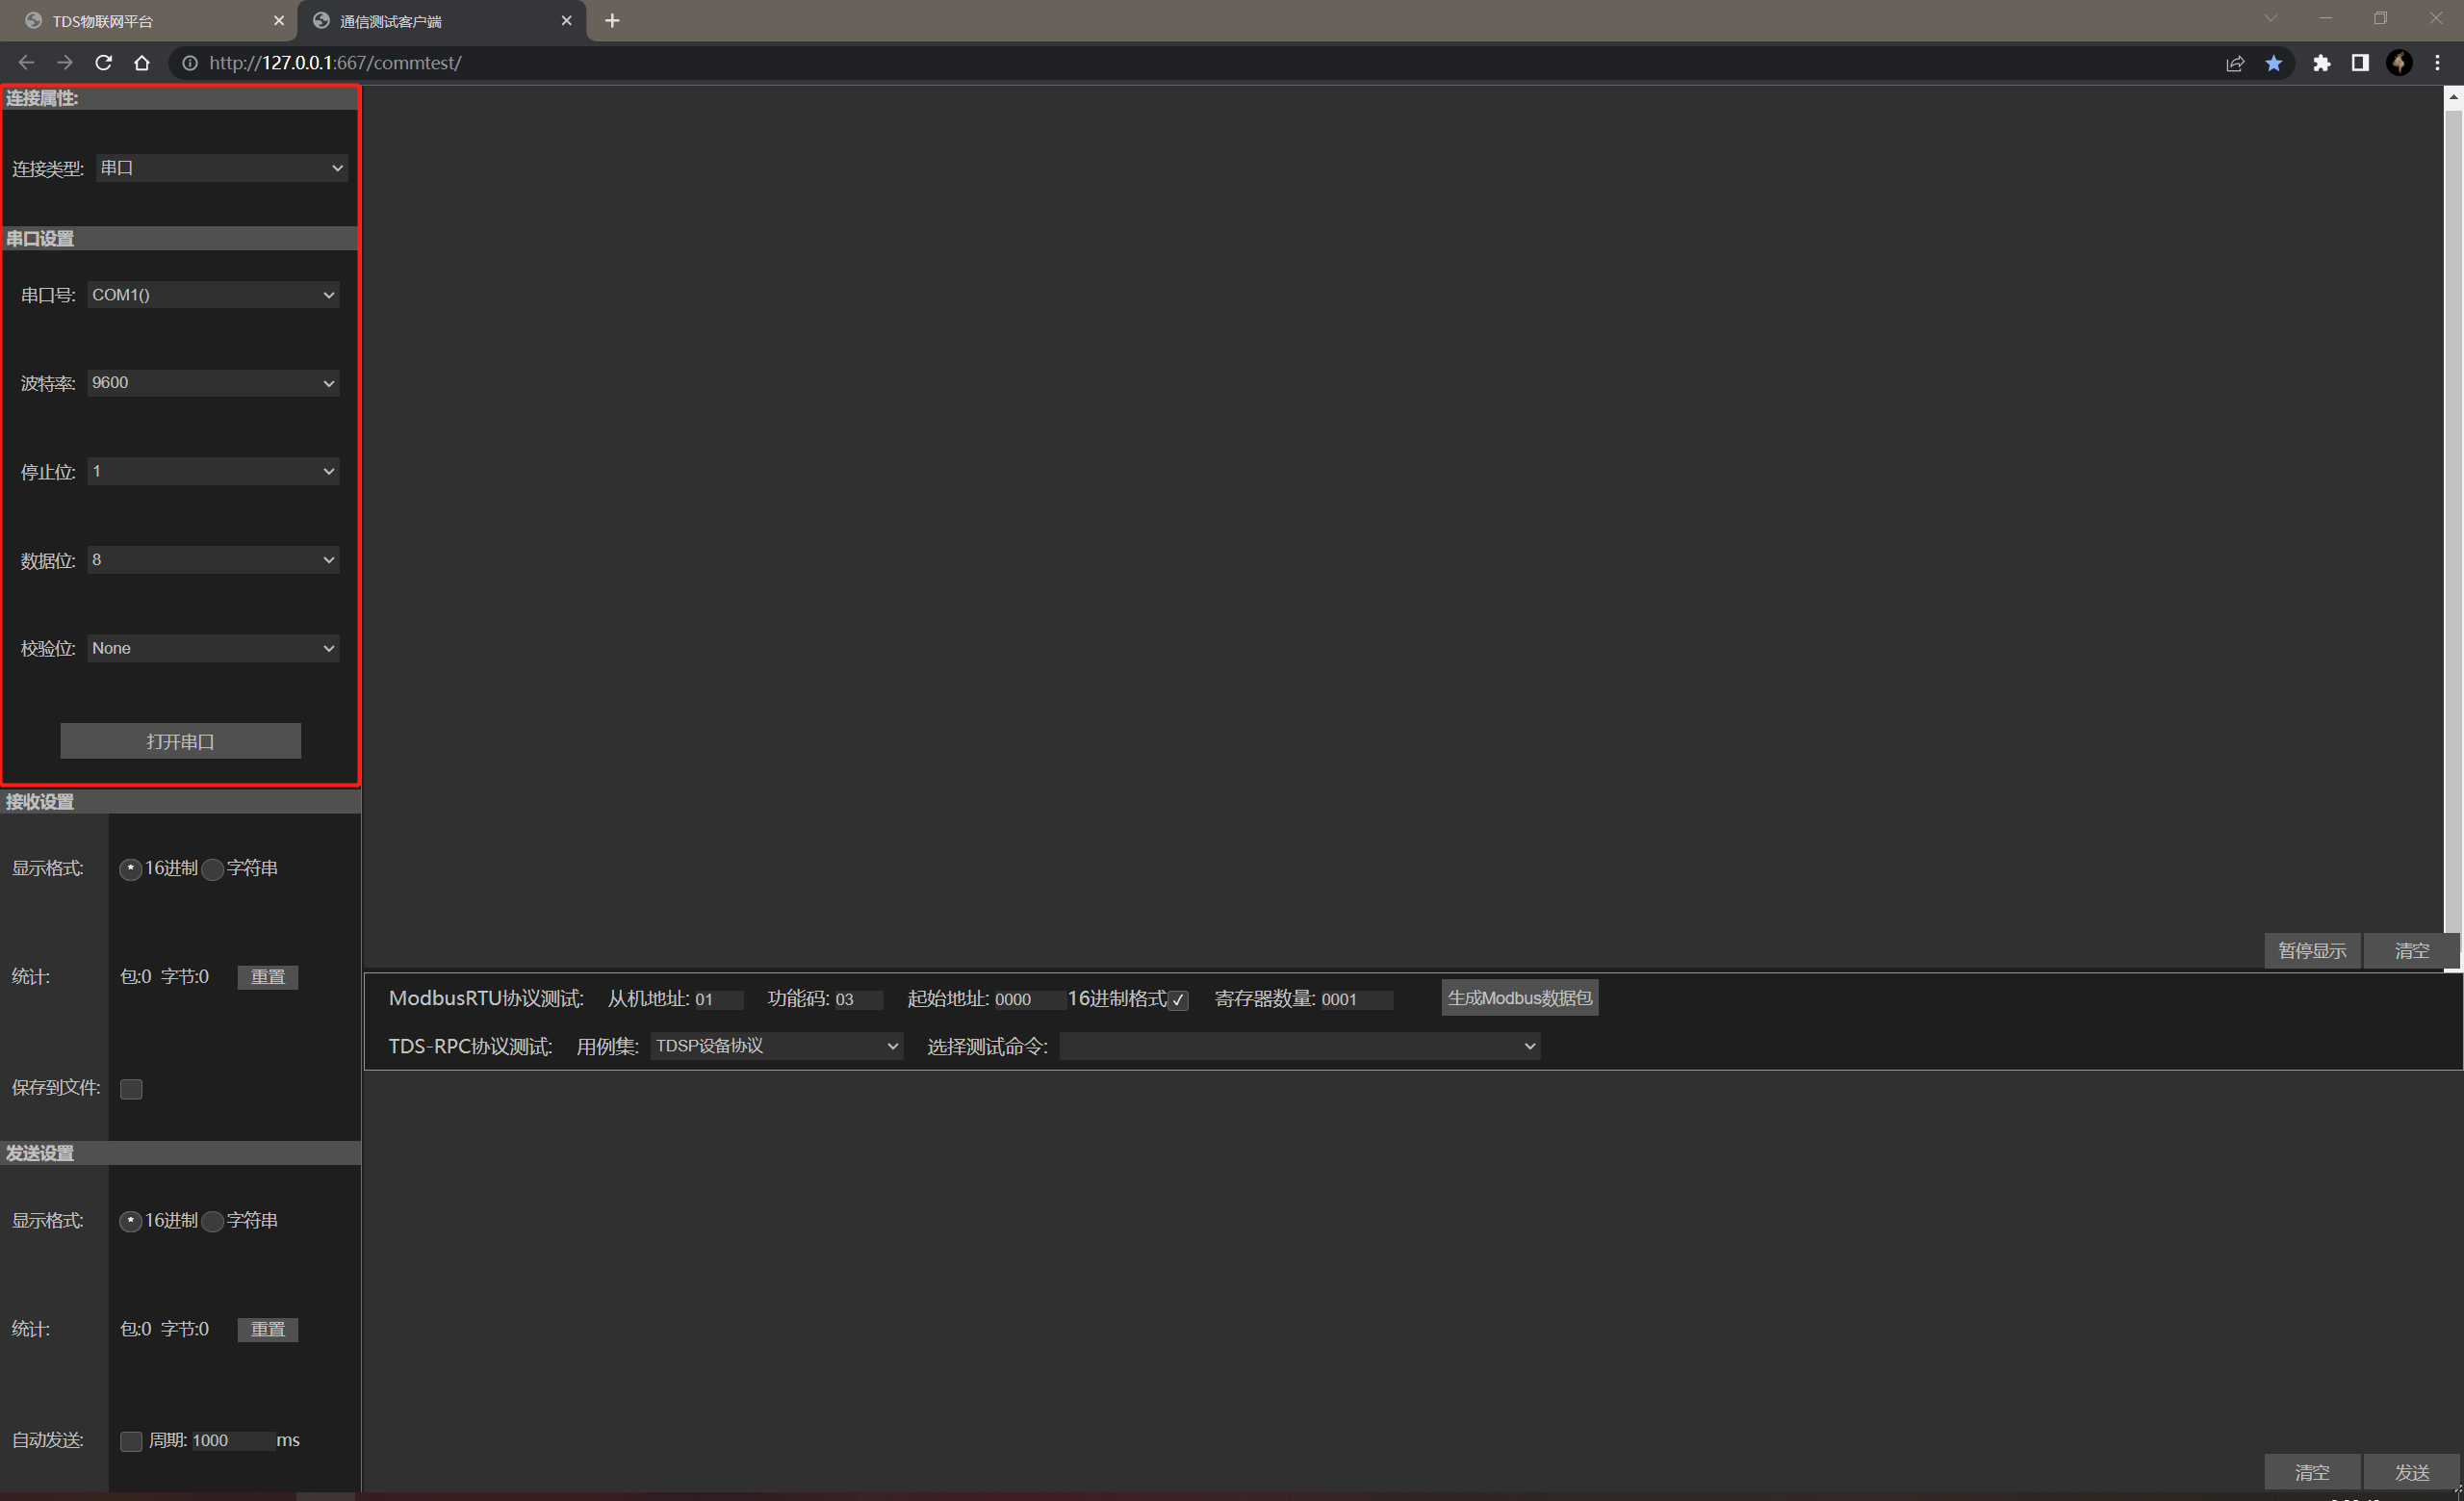 TDS物联网平台 通信测试客户端
http://127.0.0.1:667/commtest/
连接属性:
连接类型: 串口
串口设置
串口号: COM1()
波特率: 9600
停止位: 1
数据位: 8
校验位: None
打开串口
接收设置
显示格式: 16进制 字符串
统计: 包:0 字节:0 重置
保存到文件:
发送设置
显示格式: 16进制 字符串
统计: 包:0 字节:0 重置
自动发送: 周期: 1000 ms
暂停显示 清空
ModbusRTU协议测试: 从机地址: 01 功能码: 03 起始地址: 0000 16进制格式 寄存器数量: 0001 生成Modbus数据包
TDS-RPC协议测试: 用例集: TDSP设备协议 选择测试命令:
清空 发送